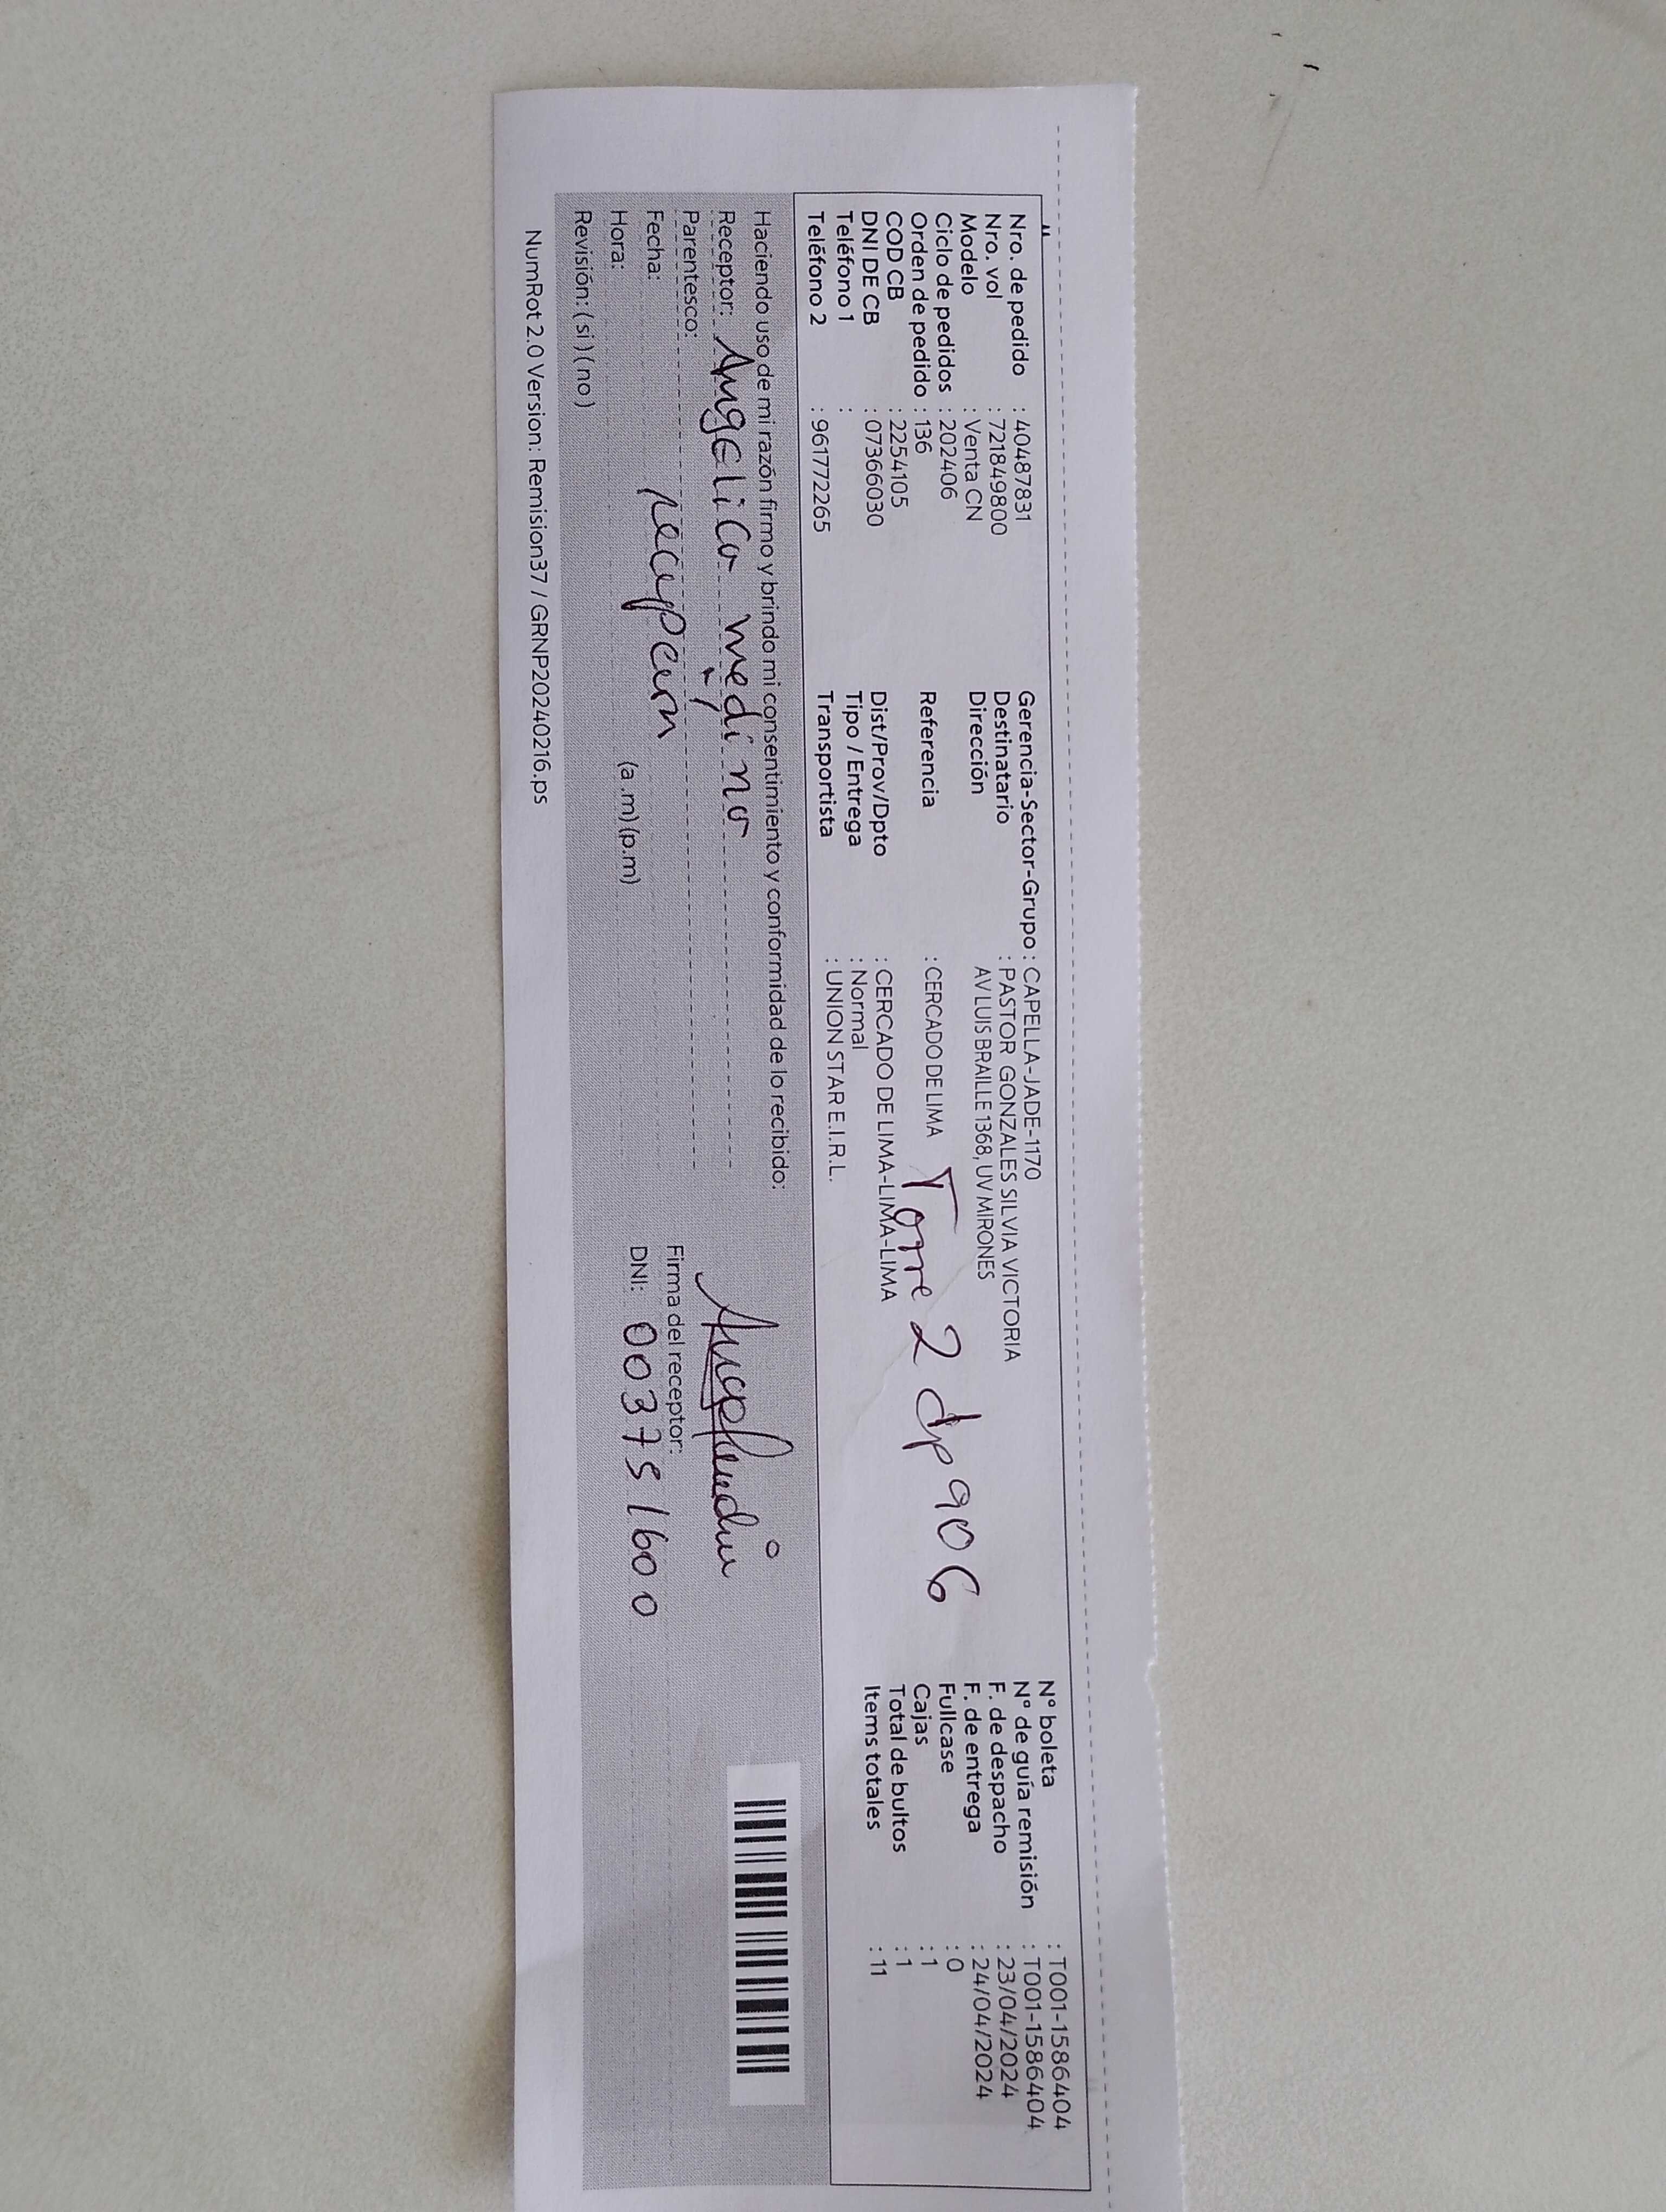 Nro. de pedido : 40487831
Nro. vol : 721849800
Modelo : Venta CN
Ciclo de pedidos : 202406
Orden de pedido : 136
COD CB : 2254105
DNI DE CB : 07366030
Teléfono 1 :
Teléfono 2 : 961772265
Gerencia-Sector-Grupo : CAPELLA-JADE-1170
Destinatario : PASTOR GONZALES SILVIA VICTORIA
Dirección AV LUIS BRAILLE 1368, UV MIRONES
Referencia : CERCADO DE LIMA
Torre 2 dp 906
Dist/Prov/Dpto : CERCADO DE LIMA-LIMA-LIMA
Tipo / Entrega : Normal
Transportista : UNION STAR E.I.R.L.
N° boleta : T001-1586404
N° de guía remisión : T001-1586404
F. de despacho : 23/04/2024
F. de entrega : 24/04/2024
Fullcase : 0
Cajas : 1
Total de bultos : 1
Items totales : 11
Haciendo uso de mi razón firmo y brindo mi consentimiento y conformidad de lo recibido:
Receptor: Angelica medina
Parentesco:
Fecha:
Hora: (a.m) (p.m)
Revisión: ( si ) ( no )
Firma del receptor:
DNI: 003751600
NumRot 2.0 Version: Remision37 / GRNP20240216.ps